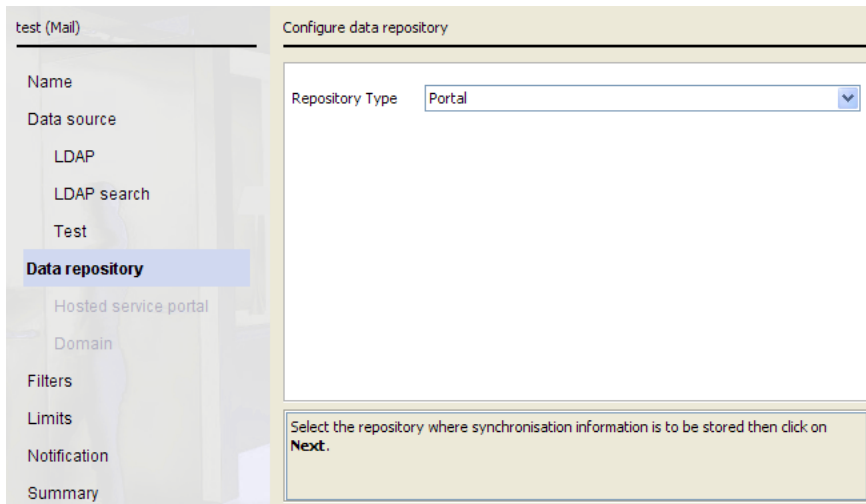 test (Mail)
Name
Data source
LDAP
LDAP search
Test
Data repository
Hosted service portal
Domain
Filters
Limits
Notification
Summary
Configure data repository
Repository Type Portal
Select the repository where synchronisation information is to be stored then click on
Next.